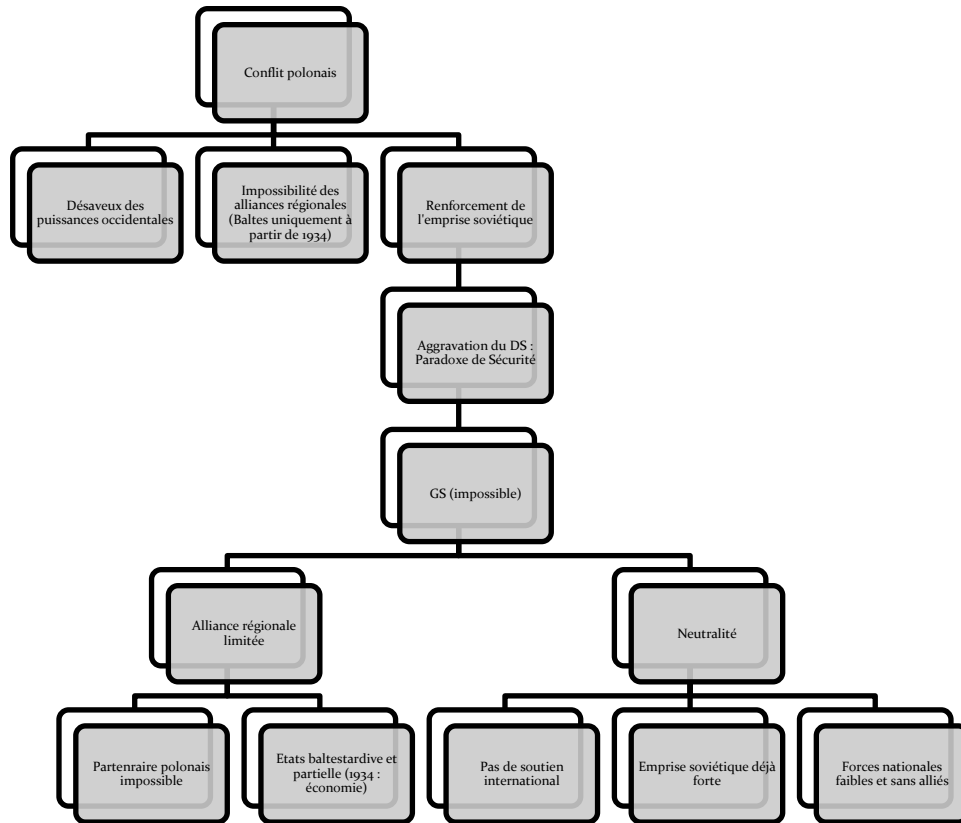 Conflit polonais
Désaveux des
puissances occidentales
Impossibilité des
alliances régionales
(Baltes uniquement à
partir de 1934)
Renforcement de
l'emprise soviétique
Aggravation du DS :
Paradoxe de Sécurité
GS (impossible)
Alliance régionale
limitée
Neutralité
Partenraire polonais
impossible
Etats baltestardive et
partielle (1934 :
économie)
Pas de soutien
international
Emprise soviétique déjà
forte
Forces nationales
faibles et sans alliés